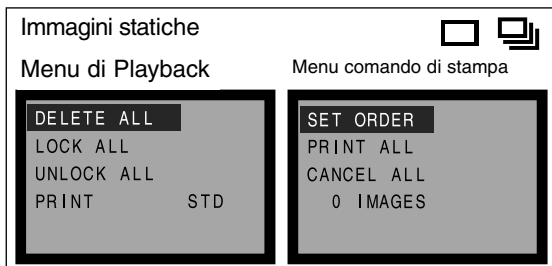 Immagini statiche
Menu di Playback
Menu comando di stampa
DELETE ALL
LOCK ALL
UNLOCK ALL
PRINT STD
SET ORDER
PRINT ALL
CANCEL ALL
0 IMAGES